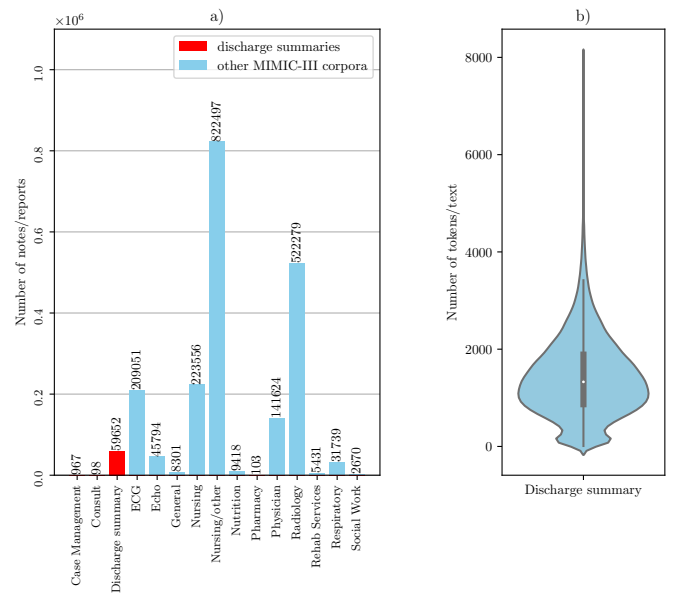 a)
×10⁶
1.0
0.8
0.6
0.4
0.2
0.0
Number of notes/reports
discharge summaries
other MIMIC-III corpora
967
98
59652
209051
45794
8301
223556
822497
9418
103
141624
522279
5431
31739
2670
Case Management
Consult
Discharge summary
ECG
Echo
General
Nursing
Nursing/other
Nutrition
Pharmacy
Physician
Radiology
Rehab Services
Respiratory
Social Work
b)
8000
6000
4000
2000
0
Number of tokens/text
Discharge summary